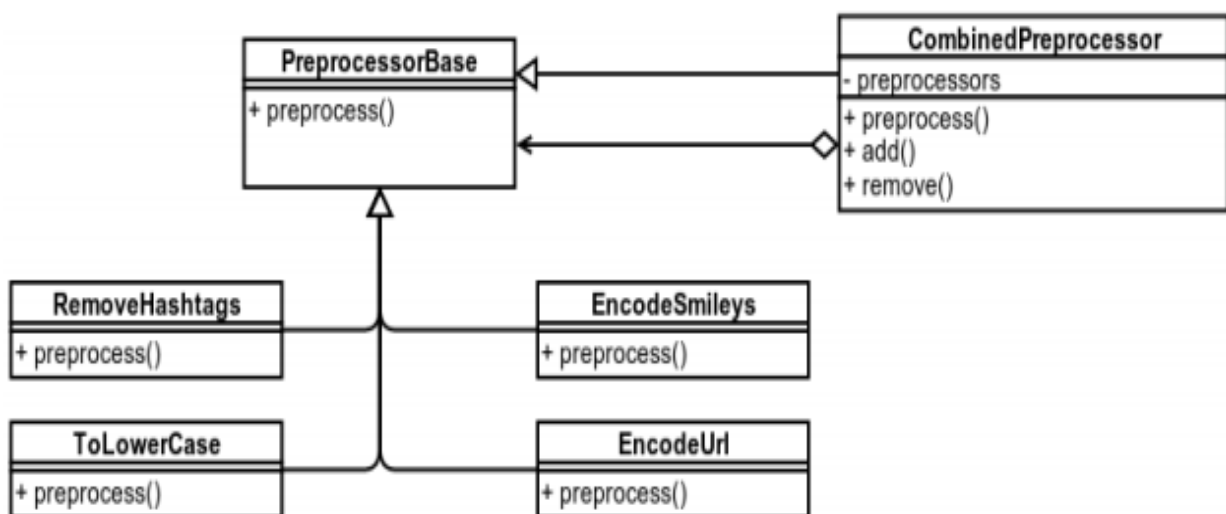 PreprocessorBase
+ preprocess()
CombinedPreprocessor
- preprocessors
+ preprocess()
+ add()
+ remove()
RemoveHashtags
+ preprocess()
EncodeSmileys
+ preprocess()
ToLowerCase
+ preprocess()
EncodeUrl
+ preprocess()